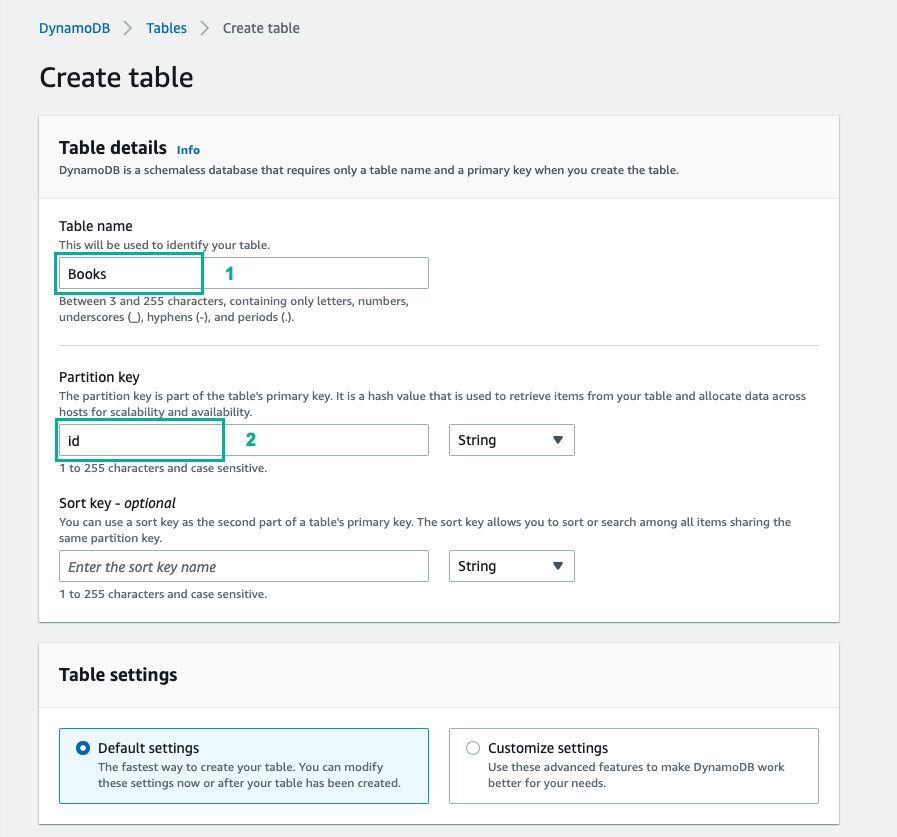 DynamoDB > Tables > Create table
Create table
Table details Info
DynamoDB is a schemaless database that requires only a table name and a primary key when you create the table.
Table name
This will be used to identify your table.
Books 1
Between 3 and 255 characters, containing only letters, numbers,
underscores (_), hyphens (-), and periods (.).
Partition key
The partition key is part of the table's primary key. It is a hash value that is used to retrieve items from your table and allocate data across
hosts for scalability and availability.
id 2 String
1 to 255 characters and case sensitive.
Sort key - optional
You can use a sort key as the second part of a table's primary key. The sort key allows you to sort or search among all items sharing the
same partition key.
Enter the sort key name String
1 to 255 characters and case sensitive.
Table settings
Default settings
The fastest way to create your table. You can modify
these settings now or after your table has been created.
Customize settings
Use these advanced features to make DynamoDB work
better for your needs.